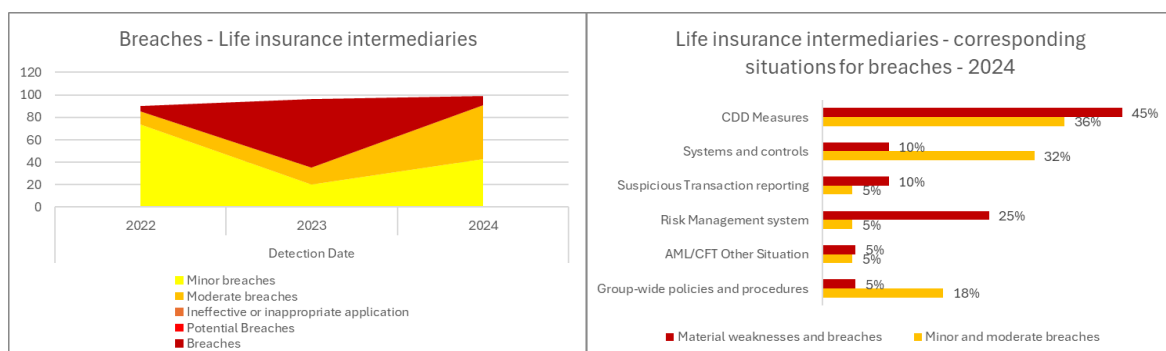 Breaches - Life insurance intermediaries
120
100
80
60
40
20
0
2022
2023
2024
Detection Date
Minor breaches
Moderate breaches
Ineffective or inappropriate application
Potential Breaches
Breaches
Life insurance intermediaries - corresponding
situations for breaches - 2024
CDD Measures
45%
36%
Systems and controls
10%
32%
Suspicious Transaction reporting
10%
5%
Risk Management system
25%
5%
AML/CFT Other Situation
5%
5%
Group-wide policies and procedures
5%
18%
Material weaknesses and breaches
Minor and moderate breaches